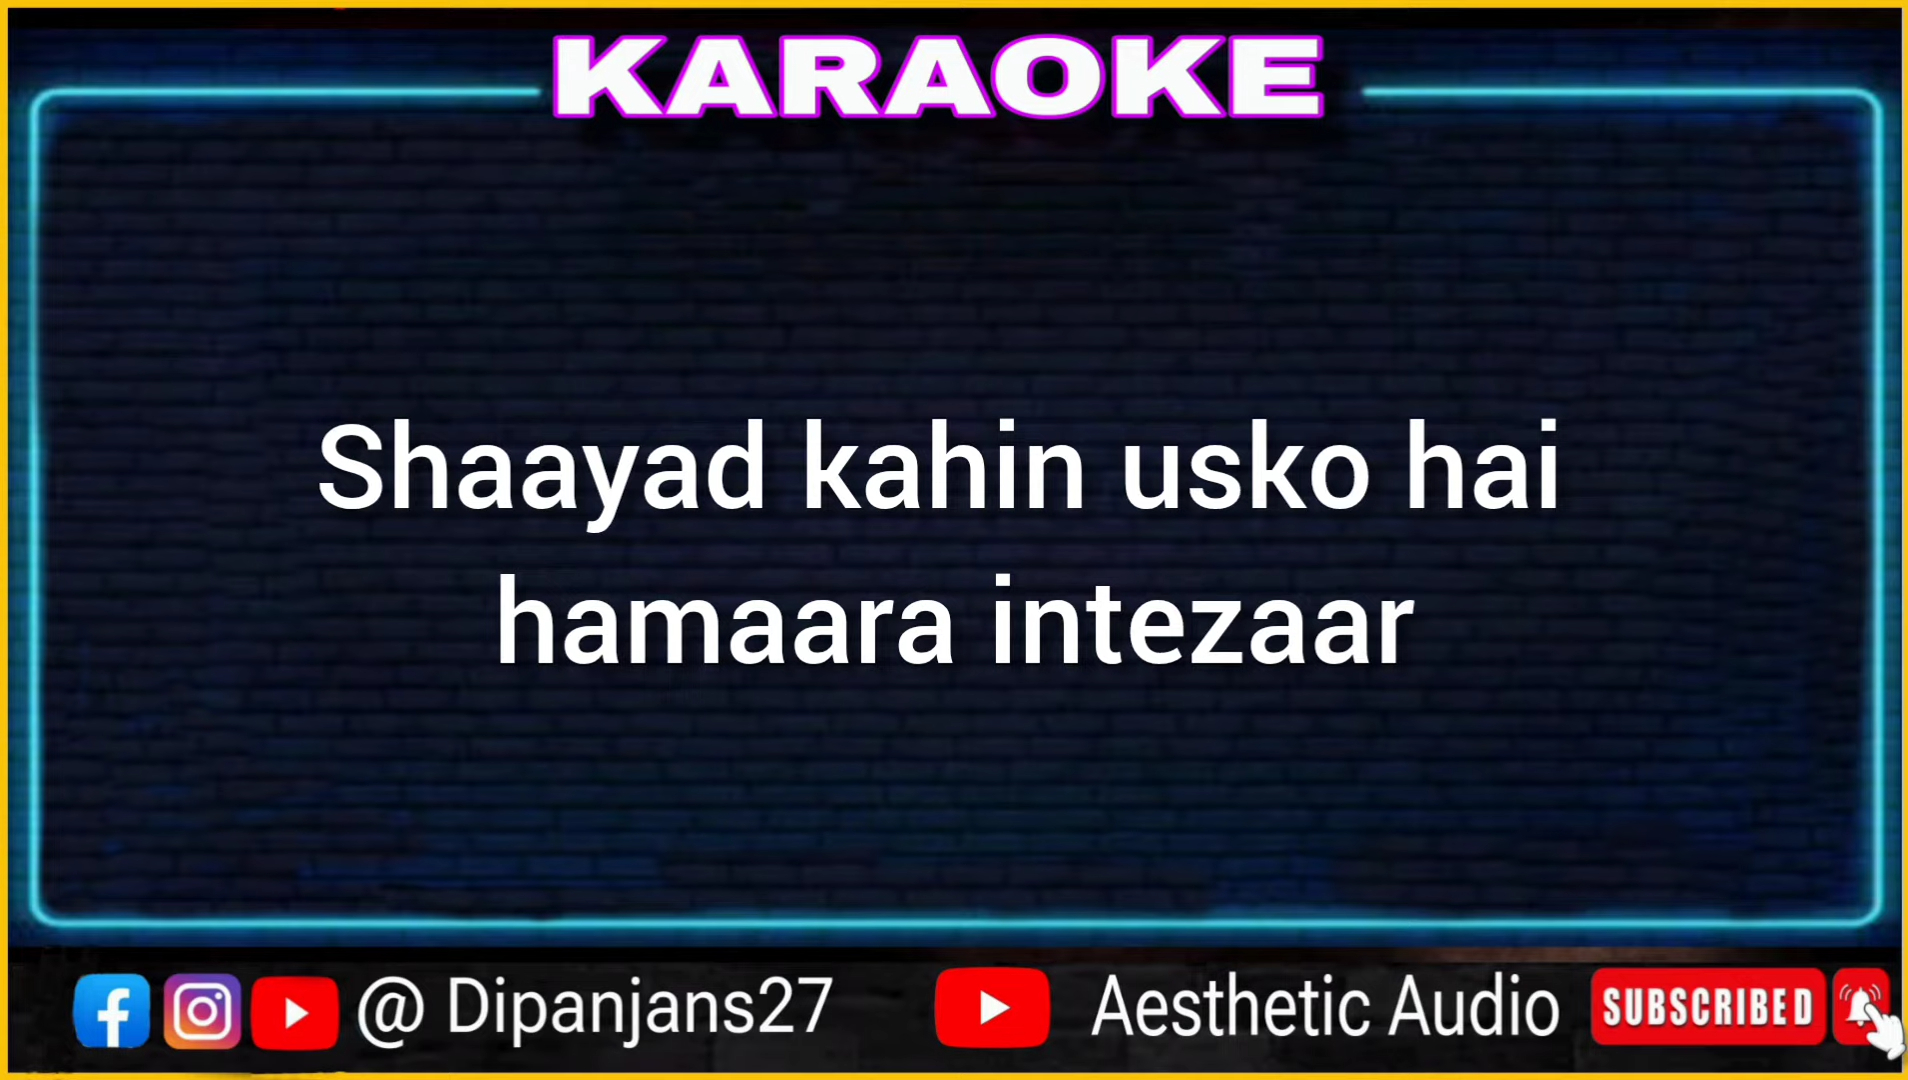 KARAOKE
Shaayad kahin usko hai
hamaara intezaar
@ Dipanjans27 Aesthetic Audio SUBSCRIBED